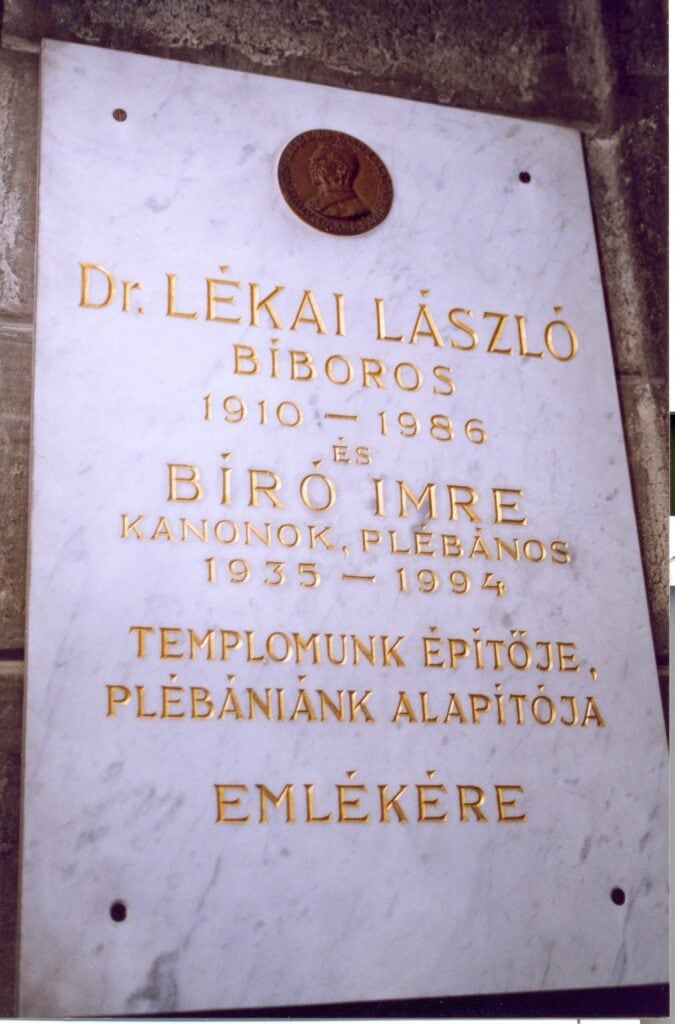 Dr. LÉKAI LÁSZLÓ
BÍBOROS
1910 – 1986
ÉS
BÍRÓ IMRE
KANONOK, PLÉBÁNOS
1935 – 1994
TEMPLOMUNK ÉPÍTŐJE,
PLÉBÁNIÁNK ALAPÍTÓJA
EMLÉKÉRE